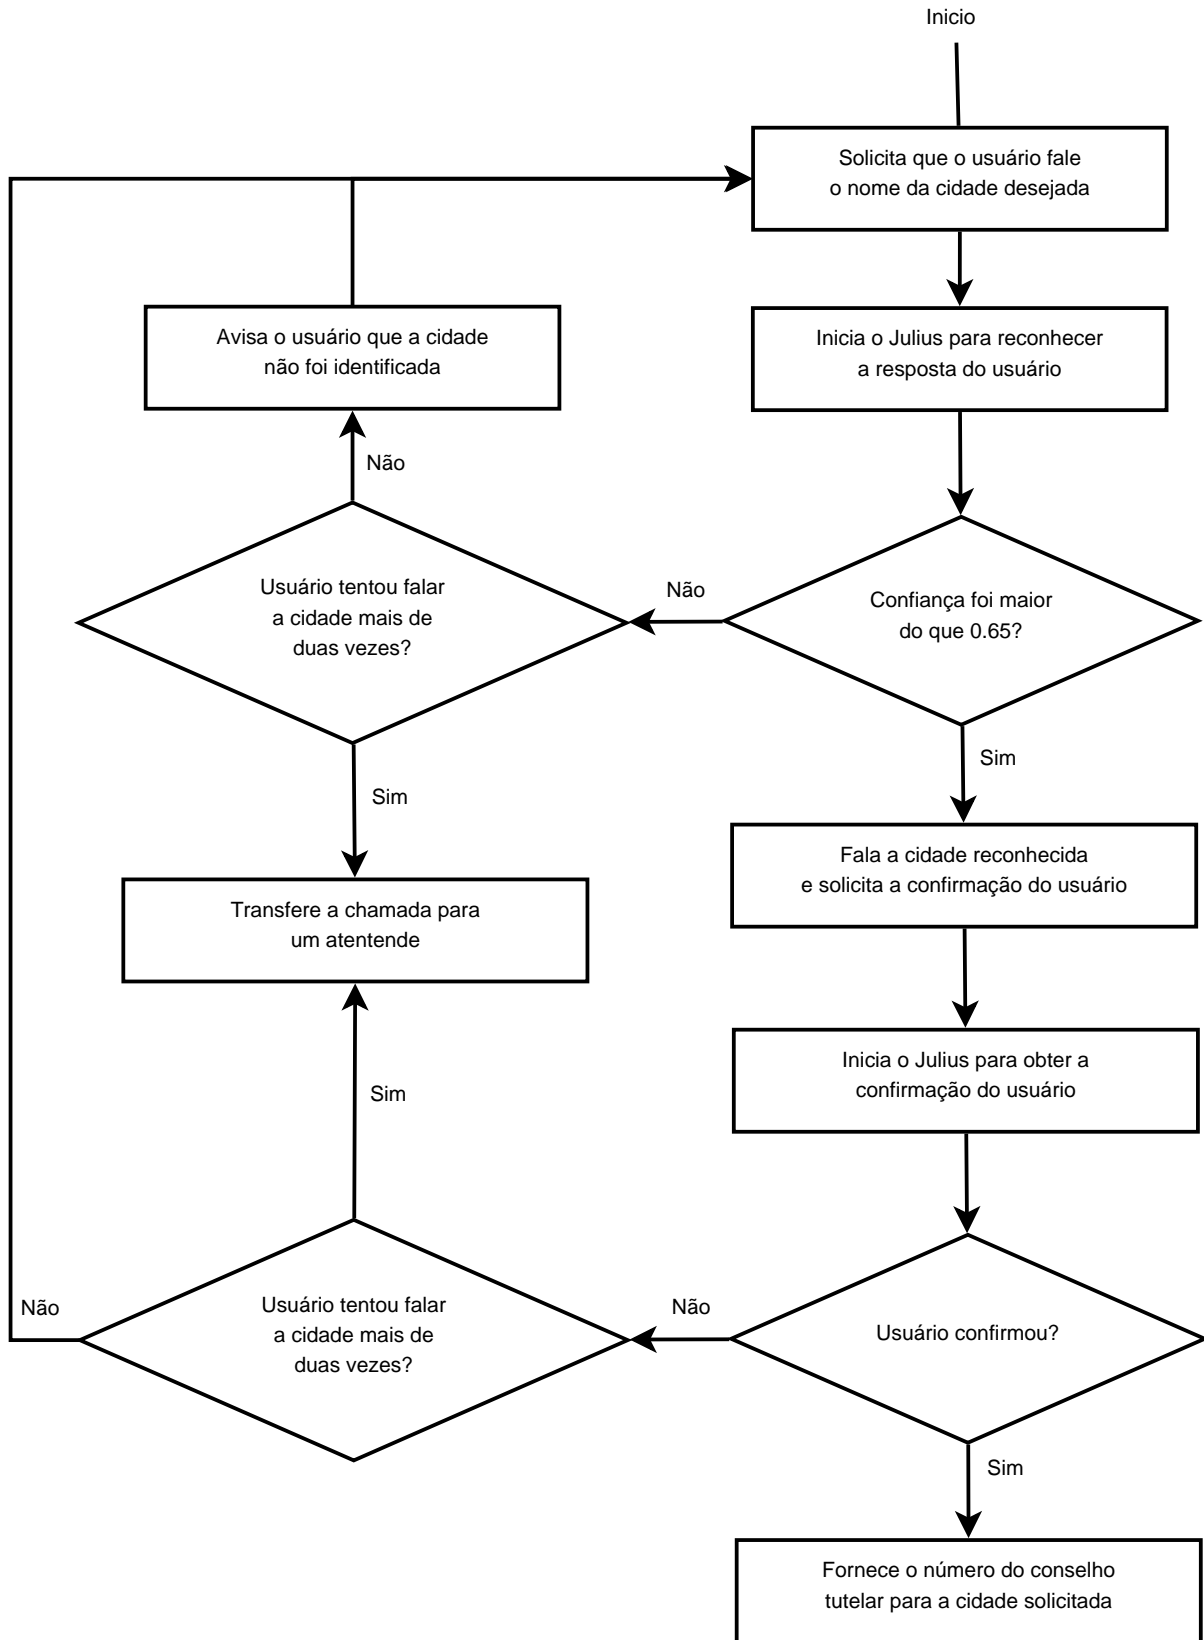 Inicio
Solicita que o usuário fale
o nome da cidade desejada
Avisa o usuário que a cidade
não foi identificada
Inicia o Julius para reconhecer
a resposta do usuário
Não
Usuário tentou falar
a cidade mais de
duas vezes?
Não
Confiança foi maior
do que 0.65?
Sim
Sim
Fala a cidade reconhecida
e solicita a confirmação do usuário
Transfere a chamada para
um atentende
Inicia o Julius para obter a
confirmação do usuário
Sim
Não
Usuário tentou falar
a cidade mais de
duas vezes?
Não
Usuário confirmou?
Sim
Fornece o número do conselho
tutelar para a cidade solicitada